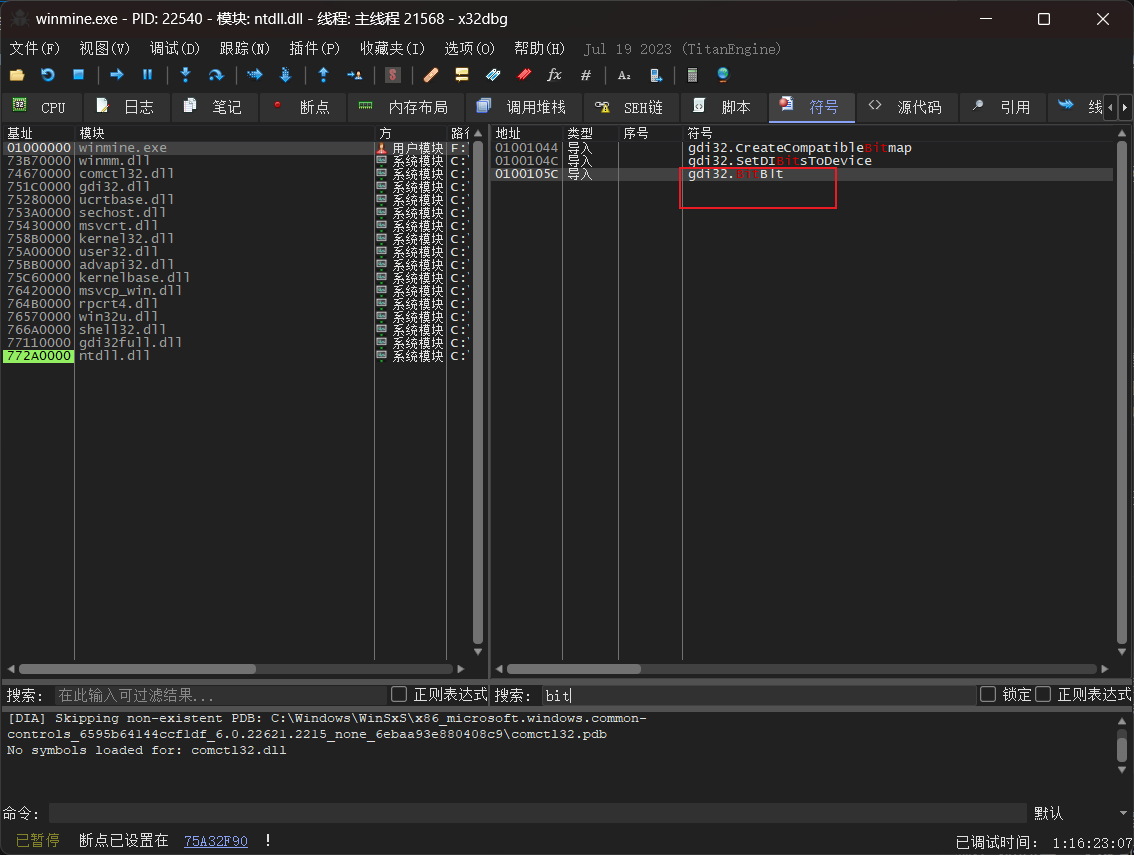 winmine.exe - PID: 22540 - 模块: ntdll.dll - 线程: 主线程 21568 - x32dbg
文件(F) 视图(V) 调试(D) 跟踪(N) 插件(P) 收藏夹(I) 选项(O) 帮助(H) Jul 19 2023 (TitanEngine)
CPU 日志 笔记 断点 内存布局 调用堆栈 SEH链 脚本 符号 源代码 引用 线
基址 模块 方 路径 地址 类型 序号 符号
01000000 winmine.exe 用户模块 F: 01001044 导入 gdi32.CreateCompatibleBitmap
73B70000 winmm.dll 系统模块 C: 0100104C 导入 gdi32.SetDIBitsToDevice
74670000 comctl32.dll 系统模块 C: 0100105C 导入 gdi32.BitBlt
751C0000 gdi32.dll 系统模块 C:
75280000 ucrtbase.dll 系统模块 C:
753A0000 sechost.dll 系统模块 C:
75430000 msvcrt.dll 系统模块 C:
758B0000 kernel32.dll 系统模块 C:
75A00000 user32.dll 系统模块 C:
75BB0000 advapi32.dll 系统模块 C:
75C60000 kernelbase.dll 系统模块 C:
76420000 msvcp_win.dll 系统模块 C:
764B0000 rpcrt4.dll 系统模块 C:
76570000 win32u.dll 系统模块 C:
766A0000 shell32.dll 系统模块 C:
77110000 gdi32full.dll 系统模块 C:
772A0000 ntdll.dll 系统模块 C:
搜索: 在此输入可过滤结果... 正则表达式 搜索: bit 锁定 正则表达式
[DIA] Skipping non-existent PDB: C:\Windows\WinSxS\x86_microsoft.windows.common-
controls_6595b64144ccf1df_6.0.22621.2215_none_6ebaa93e880408c9\comctl32.pdb
No symbols loaded for: comctl32.dll
命令: 默认
已暂停 断点已设置在 75A32F90 ! 已调试时间: 1:16:23:07